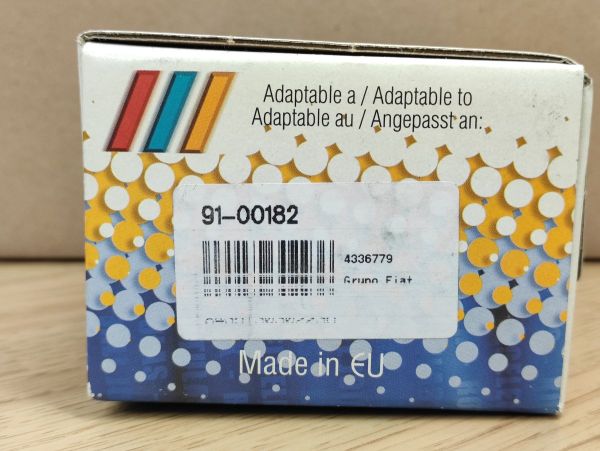 Adaptable a / Adaptable to
Adaptable au / Angepasst an:
91-00182
4336779
Grupo Fiat
Made in EU